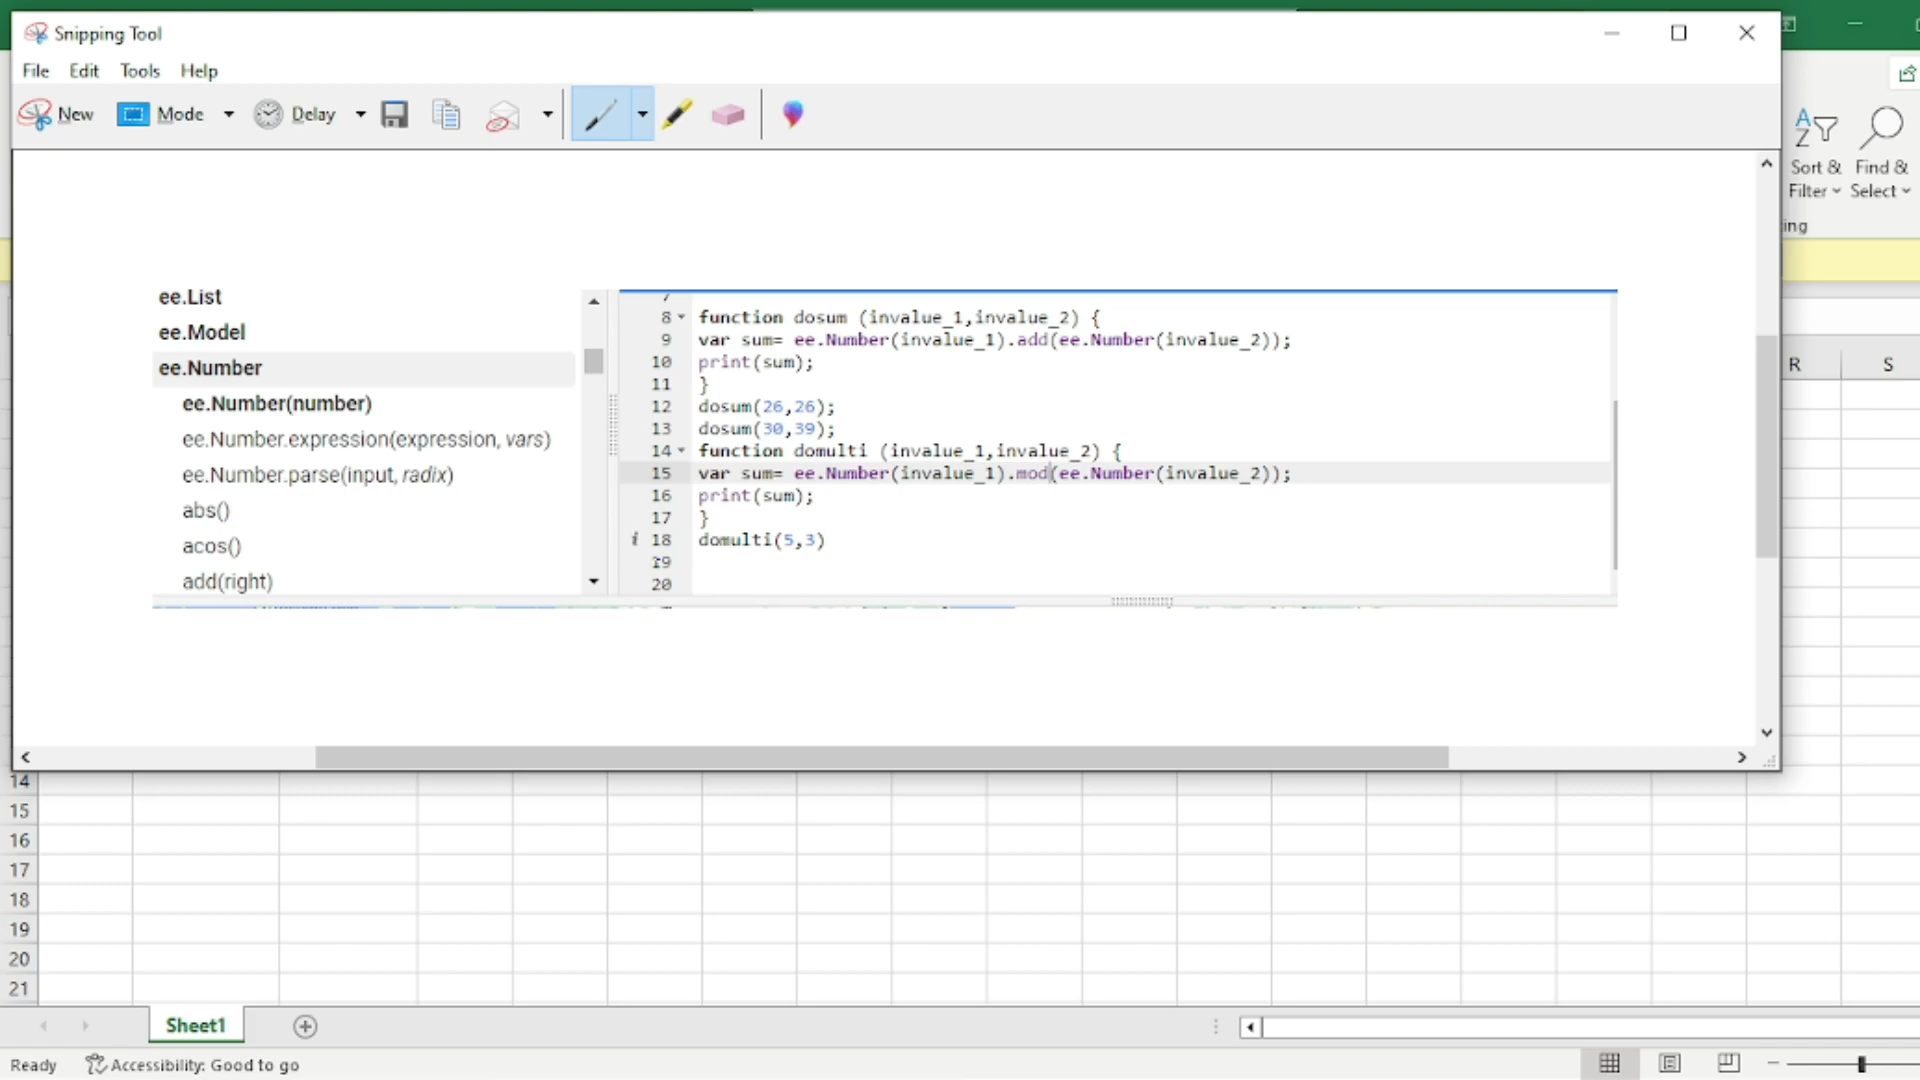 Snipping Tool
File Edit Tools Help
New Mode Delay
Sort & Filter
Find & Select
ing
ee.List
ee.Model
ee.Number
ee.Number(number)
ee.Number.expression(expression, vars)
ee.Number.parse(input, radix)
abs()
acos()
add(right)
8 function dosum (invalue_1,invalue_2) {
9 var sum= ee.Number(invalue_1).add(ee.Number(invalue_2));
10 print(sum);
11 }
12 dosum(26,26);
13 dosum(30,39);
14 function domulti (invalue_1,invalue_2) {
15 var sum= ee.Number(invalue_1).mod(ee.Number(invalue_2));
16 print(sum);
17 }
i 18 domulti(5,3)
19
20
R S
14
15
16
17
18
19
20
21
Sheet1
Ready Accessibility: Good to go